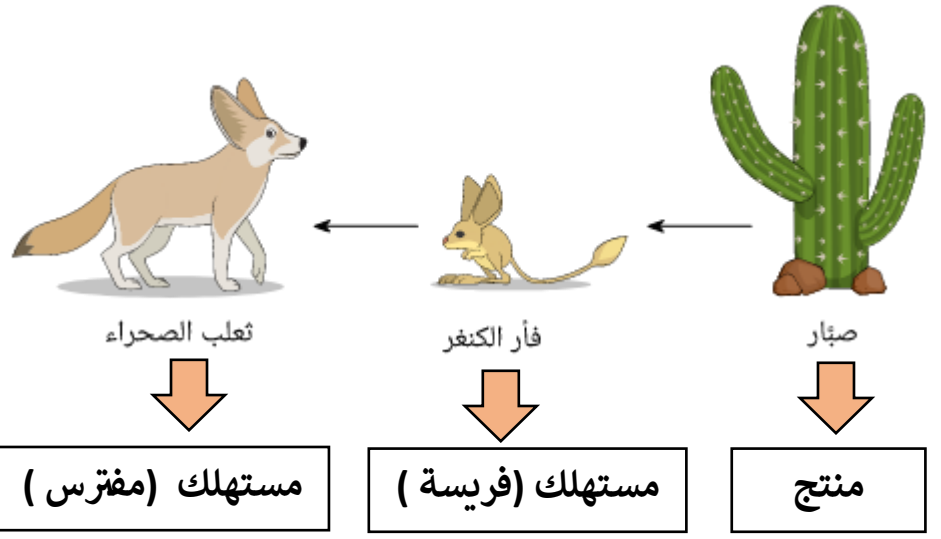 صبّار
فأر الكنغر
ثعلب الصحراء
منتج
مستهلك (فريسة )
مستهلك (مفترس )